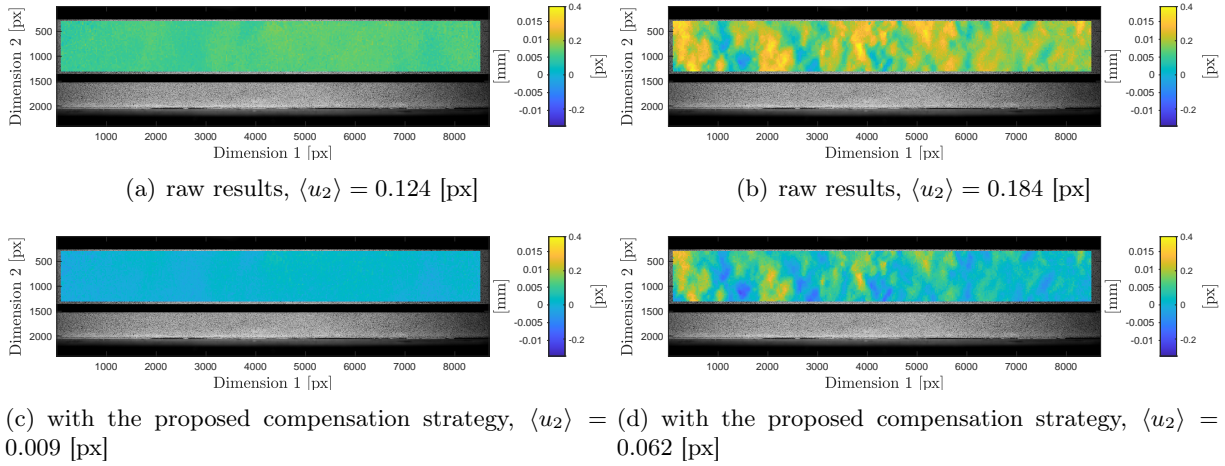 Dimension 2 [px]
500
1000
1500
2000
1000 2000 3000 4000 5000 6000 7000 8000
Dimension 1 [px]
0.015
0.01
0.005
0
-0.005
-0.01
[mm]
0.4
0.2
0
-0.2
[px]
(a) raw results, ⟨u₂⟩ = 0.124 [px]
Dimension 2 [px]
500
1000
1500
2000
1000 2000 3000 4000 5000 6000 7000 8000
Dimension 1 [px]
0.015
0.01
0.005
0
-0.005
-0.01
[mm]
0.4
0.2
0
-0.2
[px]
(b) raw results, ⟨u₂⟩ = 0.184 [px]
Dimension 2 [px]
500
1000
1500
2000
1000 2000 3000 4000 5000 6000 7000 8000
Dimension 1 [px]
0.015
0.01
0.005
0
-0.005
-0.01
[mm]
0.4
0.2
0
-0.2
[px]
(c) with the proposed compensation strategy, ⟨u₂⟩ =
0.009 [px]
Dimension 2 [px]
500
1000
1500
2000
1000 2000 3000 4000 5000 6000 7000 8000
Dimension 1 [px]
0.015
0.01
0.005
0
-0.005
-0.01
[mm]
0.4
0.2
0
-0.2
[px]
(d) with the proposed compensation strategy, ⟨u₂⟩ =
0.062 [px]